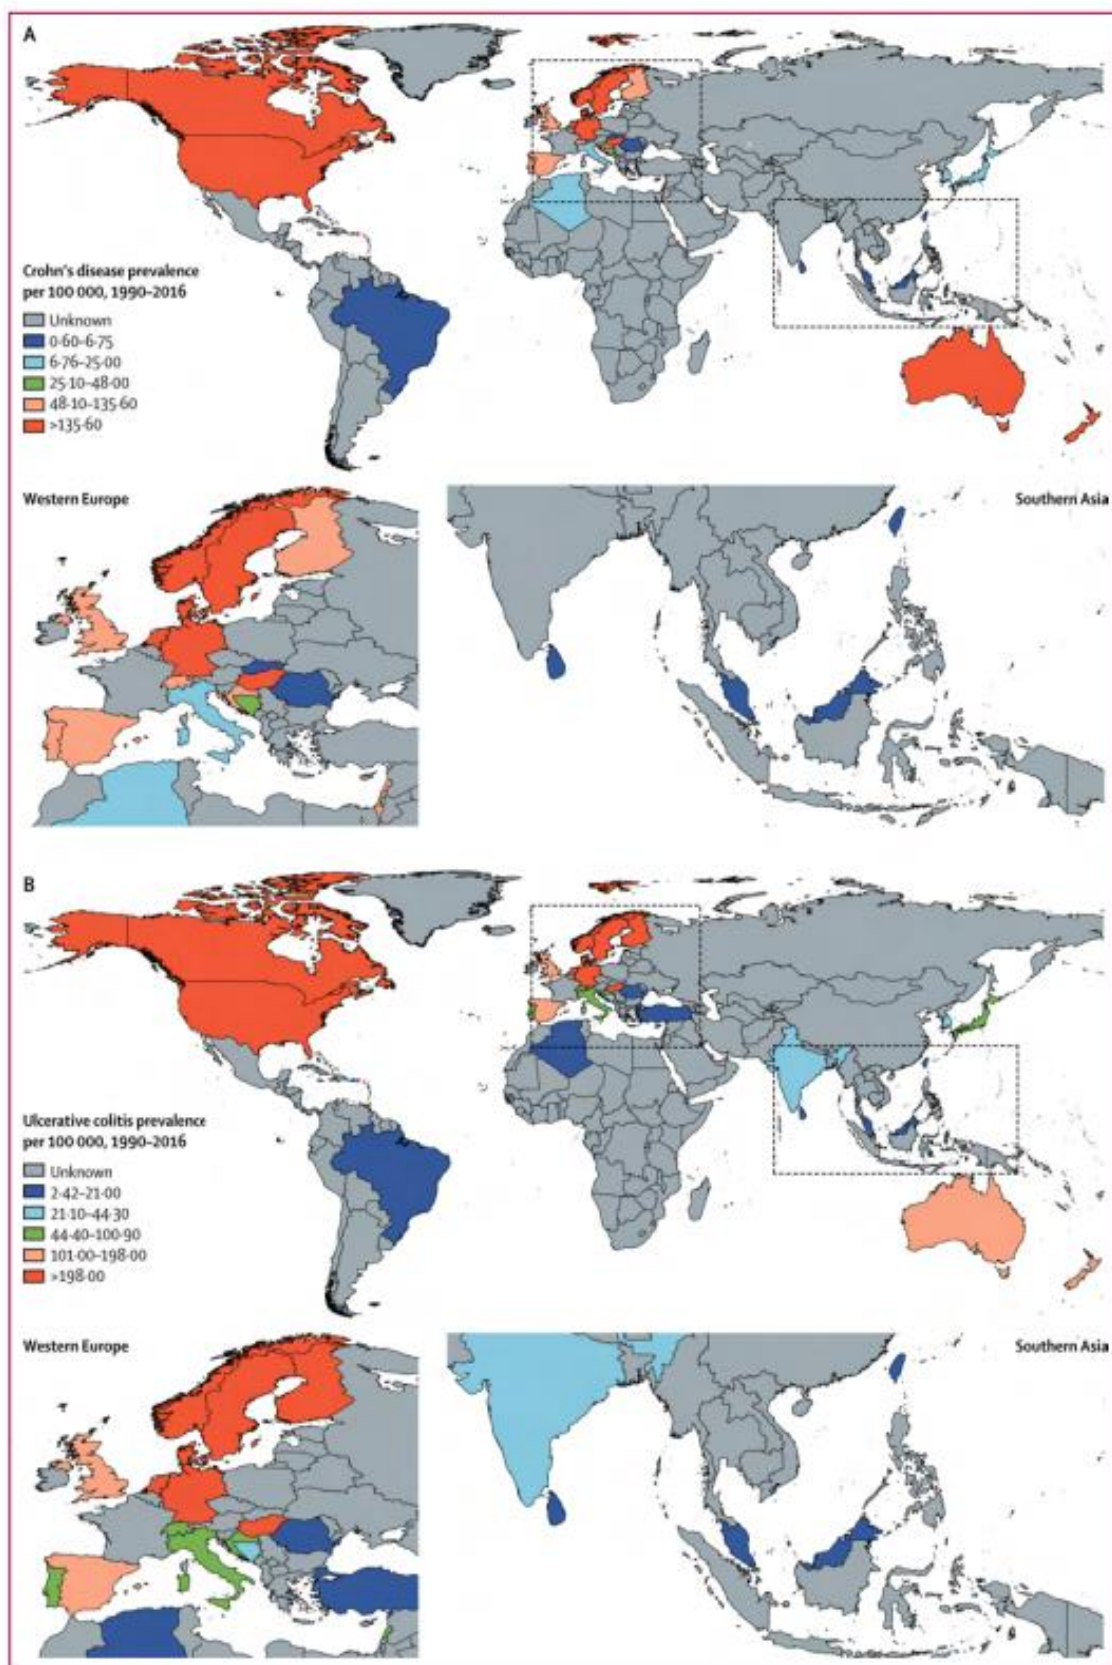 A
Crohn's disease prevalence
per 100 000, 1990–2016
Unknown
0·60–6·75
6·76–25·00
25·10–48·00
48·10–135·60
>135·60
Western Europe
Southern Asia
B
Ulcerative colitis prevalence
per 100 000, 1990–2016
Unknown
2·42–21·00
21·10–44·30
44·40–100·90
101·00–198·00
>198·00
Western Europe
Southern Asia